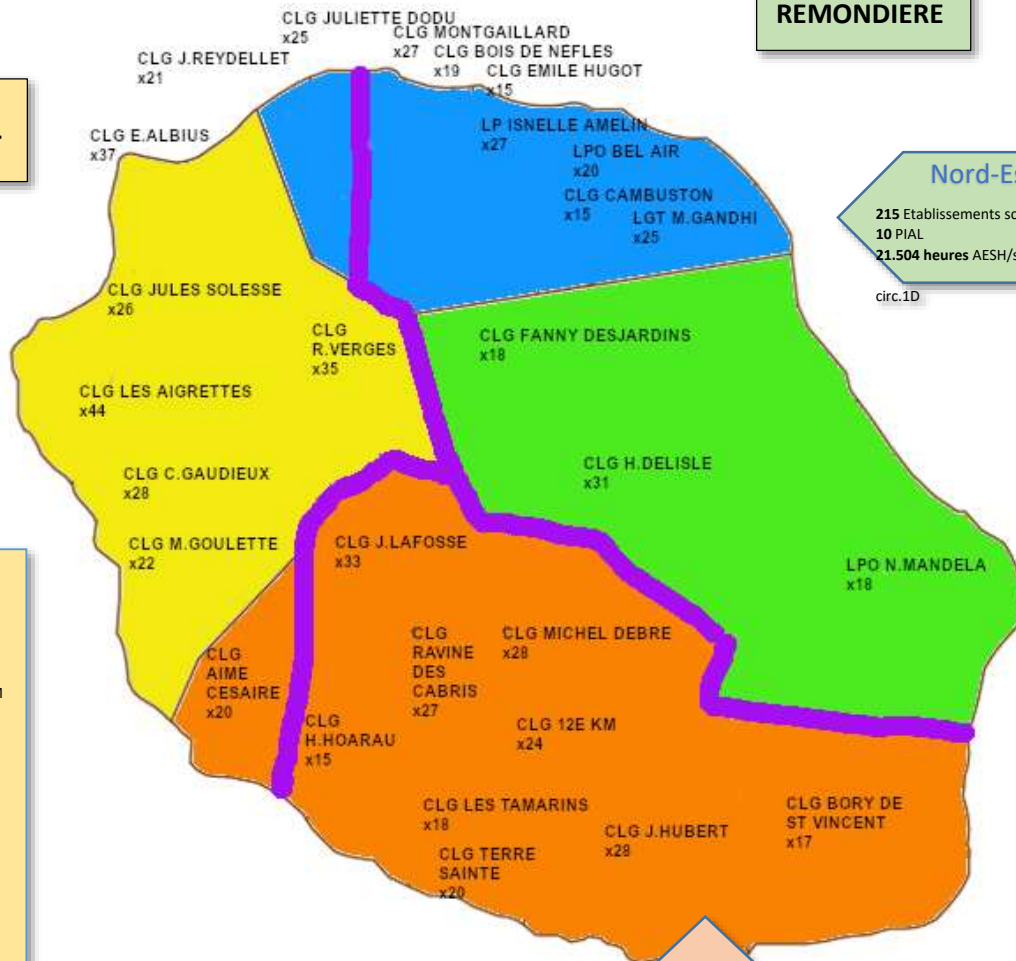 REMONDIERE
CLG JULIETTE DODU
x25
CLG MONTGAILLARD
x27
CLG BOIS DE NEFLES
x19
CLG EMILE HUGOT
x15
CLG J.REYDELLET
x21
CLG E.ALBIUS
x37
LP ISNELLE AMELIN
x27
LPO BEL AIR
x20
CLG CAMBUSTON
x15
LGT M.GANDHI
x25
Nord-Es
215 Etablissements sc
10 PIAL
21.504 heures AESH/s
circ.1D
CLG JULES SOLESSE
x26
CLG
R.VERGES
x35
CLG FANNY DESJARDINS
x18
CLG LES AIGRETTES
x44
CLG C.GAUDIEUX
x28
CLG H.DELISLE
x31
CLG M.GOULETTE
x22
CLG J.LAFOSSE
x33
LPO N.MANDELA
x18
CLG
AIME
CESAIRE
x20
CLG
RAVINE
DES
CABRIS
x27
CLG MICHEL DEBRE
x28
CLG
H.HOARAU
x15
CLG 12E KM
x24
CLG LES TAMARINS
x18
CLG J.HUBERT
x28
CLG BORY DE
ST VINCENT
x17
CLG TERRE
SAINTE
x20